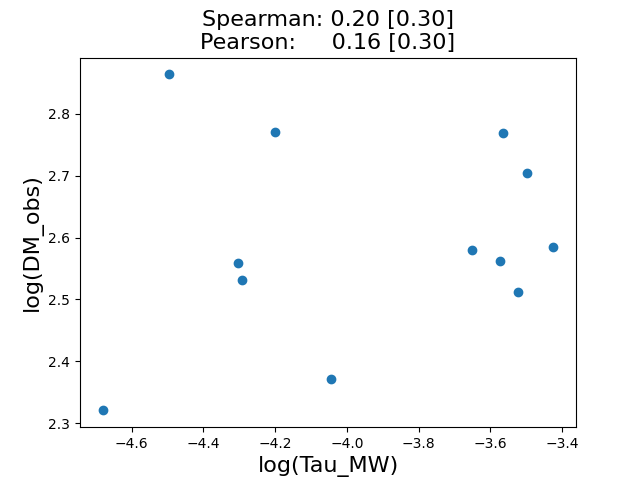 Spearman: 0.20 [0.30]
Pearson: 0.16 [0.30]
log(DM_obs)
2.8
2.7
2.6
2.5
2.4
2.3
−4.6 −4.4 −4.2 −4.0 −3.8 −3.6 −3.4
log(Tau_MW)